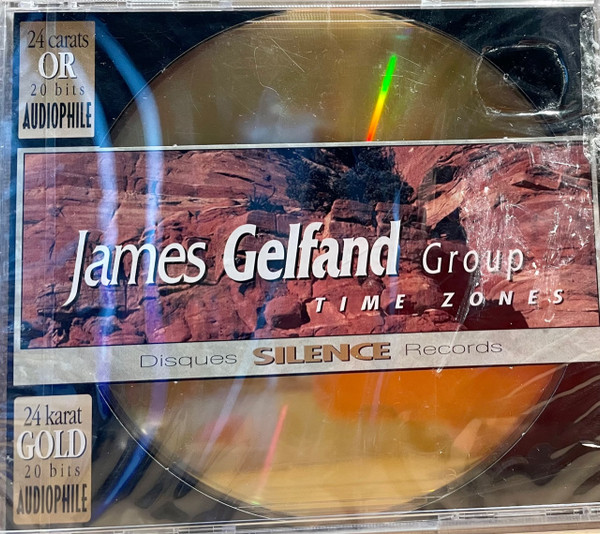 24 carats
OR
20 bits
AUDIOPHILE
James Gelfand Group
TIME ZONES
Disques SILENCE Records
24 karat
GOLD
20 bits
AUDIOPHILE